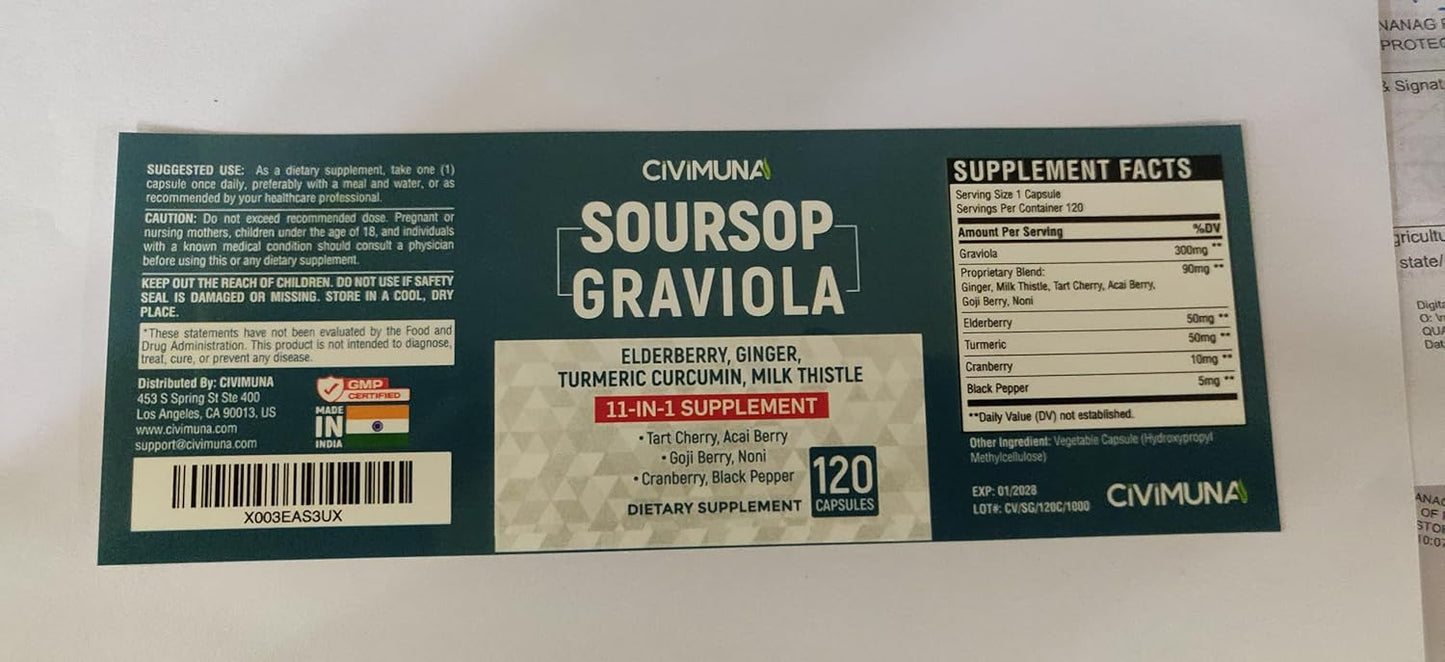 SUGGESTED USE: As a dietary supplement, take one (1)
capsule once daily, preferably with a meal and water, or as
recommended by your healthcare professional.
CAUTION: Do not exceed recommended dose. Pregnant or
nursing mothers, children under the age of 18, and individuals
with a known medical condition should consult a physician
before using this or any dietary supplement.
KEEP OUT THE REACH OF CHILDREN. DO NOT USE IF SAFETY
SEAL IS DAMAGED OR MISSING. STORE IN A COOL, DRY
PLACE.
*These statements have not been evaluated by the Food and
Drug Administration. This product is not intended to diagnose,
treat, cure, or prevent any disease.
Distributed By: CIVIMUNA
453 S Spring St Ste 400
Los Angeles, CA 90013, US
www.civimuna.com
support@civimuna.com
GMP
CERTIFIED
MADE
IN
INDIA
X003EAS3UX
CIVIMUNA
SOURSOP
GRAVIOLA
ELDERBERRY, GINGER,
TURMERIC CURCUMIN, MILK THISTLE
11-IN-1 SUPPLEMENT
• Tart Cherry, Acai Berry
• Goji Berry, Noni
• Cranberry, Black Pepper
120
CAPSULES
DIETARY SUPPLEMENT
SUPPLEMENT FACTS
Serving Size 1 Capsule
Servings Per Container 120
Amount Per Serving %DV
Graviola 300mg **
Proprietary Blend: 90mg **
Ginger, Milk Thistle, Tart Cherry, Acai Berry,
Goji Berry, Noni
Elderberry 50mg **
Turmeric 50mg **
Cranberry 10mg **
Black Pepper 5mg **
**Daily Value (DV) not established.
Other Ingredient: Vegetable Capsule (Hydroxypropyl
Methylcellulose)
EXP: 01/2028
LOT#: CV/SG/120C/1000
CIVIMUNA
& Signat
state/